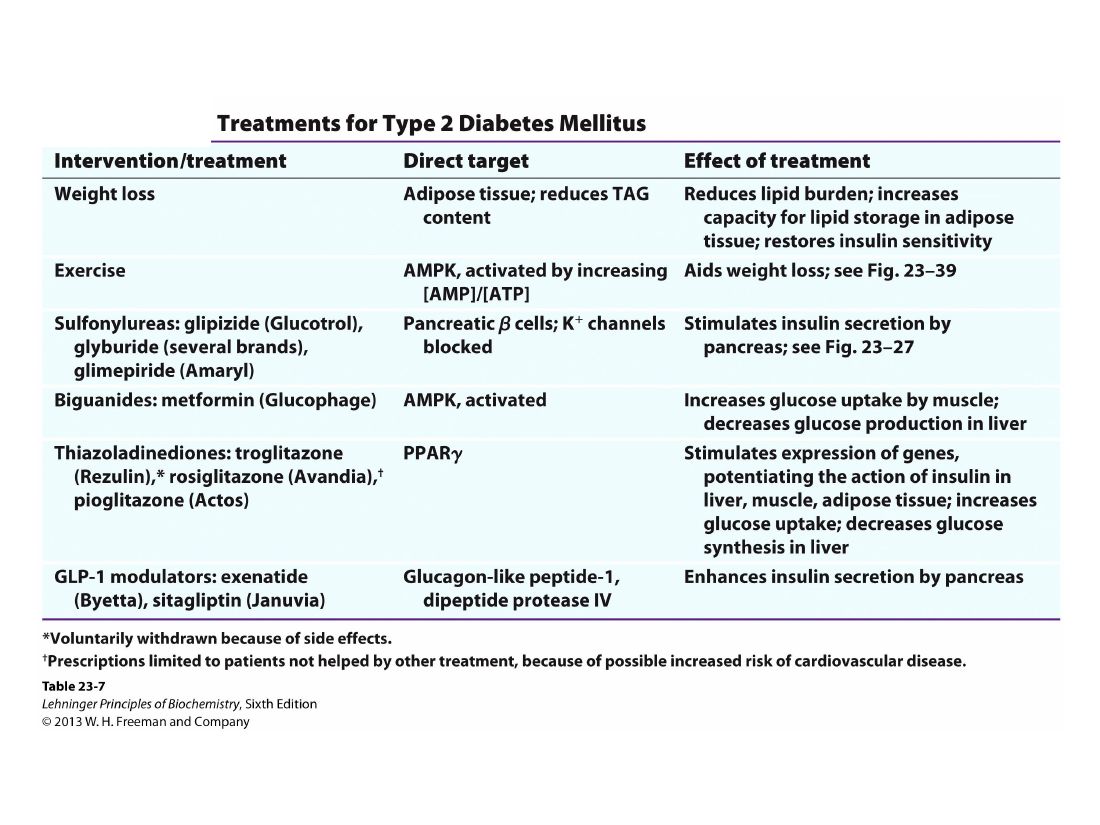 Treatments for Type 2 Diabetes Mellitus
Intervention/treatment Direct target Effect of treatment
Weight loss Adipose tissue; reduces TAG Reduces lipid burden; increases
content capacity for lipid storage in adipose
tissue; restores insulin sensitivity
Exercise AMPK, activated by increasing Aids weight loss; see Fig. 23–39
[AMP]/[ATP]
Sulfonylureas: glipizide (Glucotrol), Pancreatic β cells; K⁺ channels Stimulates insulin secretion by
glyburide (several brands), blocked pancreas; see Fig. 23–27
glimepiride (Amaryl)
Biguanides: metformin (Glucophage) AMPK, activated Increases glucose uptake by muscle;
decreases glucose production in liver
Thiazoladinediones: troglitazone PPARγ Stimulates expression of genes,
(Rezulin),* rosiglitazone (Avandia),† potentiating the action of insulin in
pioglitazone (Actos) liver, muscle, adipose tissue; increases
glucose uptake; decreases glucose
synthesis in liver
GLP-1 modulators: exenatide Glucagon-like peptide-1, Enhances insulin secretion by pancreas
(Byetta), sitagliptin (Januvia) dipeptide protease IV
*Voluntarily withdrawn because of side effects.
†Prescriptions limited to patients not helped by other treatment, because of possible increased risk of cardiovascular disease.
Table 23-7
Lehninger Principles of Biochemistry, Sixth Edition
© 2013 W. H. Freeman and Company